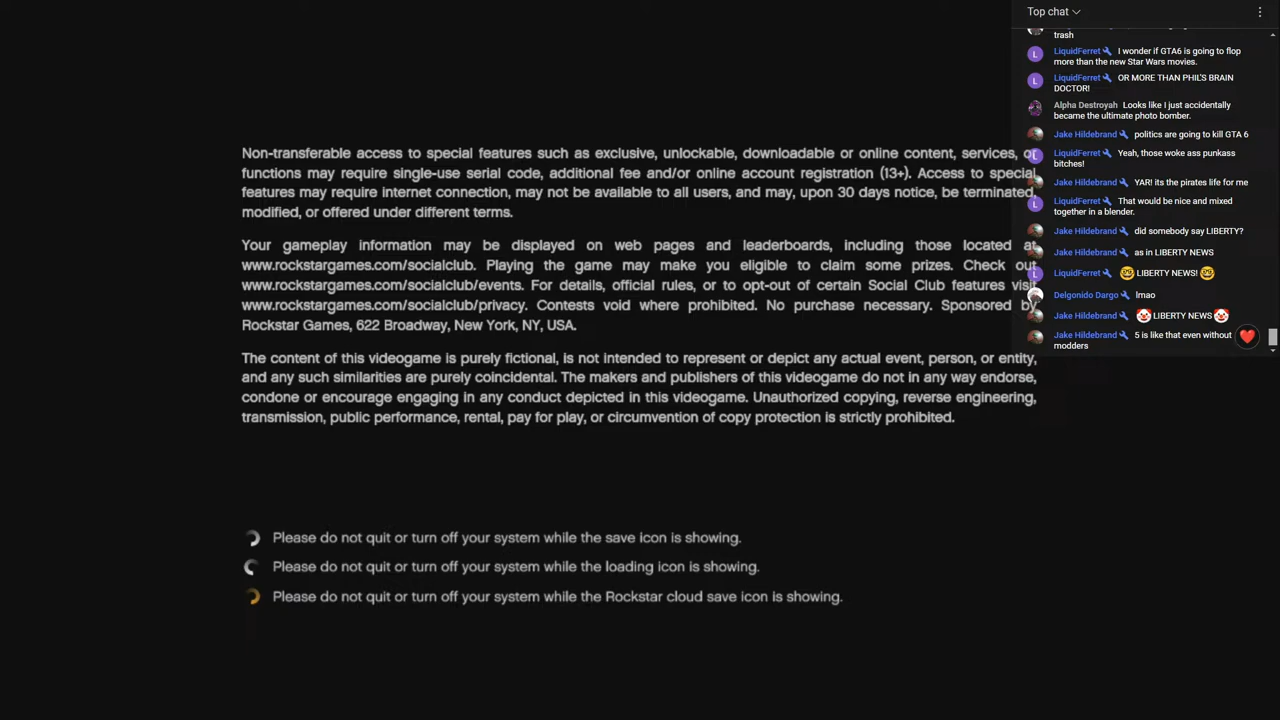 Top chat
trash
LiquidFerret I wonder if GTA6 is going to flop
more than the new Star Wars movies.
LiquidFerret OR MORE THAN PHIL'S BRAIN
DOCTOR!
Alpha Destroyah Looks like I just accidentally
became the ultimate photo bomber.
Jake Hildebrand politics are going to kill GTA 6
LiquidFerret Yeah, those woke ass punkass
bitches!
Jake Hildebrand YAR! its the pirates life for me
LiquidFerret That would be nice and mixed
together in a blender.
Jake Hildebrand did somebody say LIBERTY?
Jake Hildebrand as in LIBERTY NEWS
LiquidFerret 🤓 LIBERTY NEWS! 🤓
Delgonido Dargo lmao
Jake Hildebrand 🤡 LIBERTY NEWS 🤡
Jake Hildebrand 5 is like that even without
modders
Non-transferable access to special features such as exclusive, unlockable, downloadable or online content, services, or
functions may require single-use serial code, additional fee and/or online account registration (13+). Access to special
features may require internet connection, may not be available to all users, and may, upon 30 days notice, be terminated,
modified, or offered under different terms.
Your gameplay information may be displayed on web pages and leaderboards, including those located at
www.rockstargames.com/socialclub. Playing the game may make you eligible to claim some prizes. Check out
www.rockstargames.com/socialclub/events. For details, official rules, or to opt-out of certain Social Club features visit
www.rockstargames.com/socialclub/privacy. Contests void where prohibited. No purchase necessary. Sponsored by
Rockstar Games, 622 Broadway, New York, NY, USA.
The content of this videogame is purely fictional, is not intended to represent or depict any actual event, person, or entity,
and any such similarities are purely coincidental. The makers and publishers of this videogame do not in any way endorse,
condone or encourage engaging in any conduct depicted in this videogame. Unauthorized copying, reverse engineering,
transmission, public performance, rental, pay for play, or circumvention of copy protection is strictly prohibited.
Please do not quit or turn off your system while the save icon is showing.
Please do not quit or turn off your system while the loading icon is showing.
Please do not quit or turn off your system while the Rockstar cloud save icon is showing.